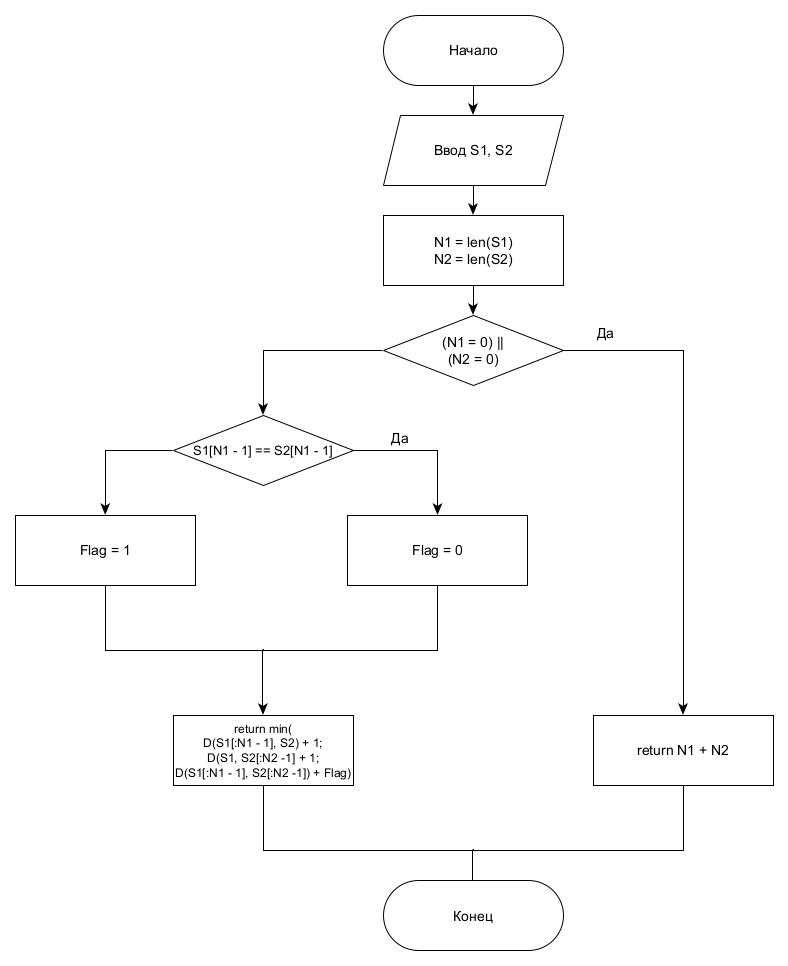 Начало
Ввод S1, S2
N1 = len(S1)
N2 = len(S2)
(N1 = 0) ||
(N2 = 0)
Да
S1[N1 - 1] == S2[N1 - 1]
Да
Flag = 1
Flag = 0
return min(
D(S1[:N1 - 1], S2) + 1;
D(S1, S2[:N2 -1] + 1;
D(S1[:N1 - 1], S2[:N2 -1]) + Flag)
return N1 + N2
Конец